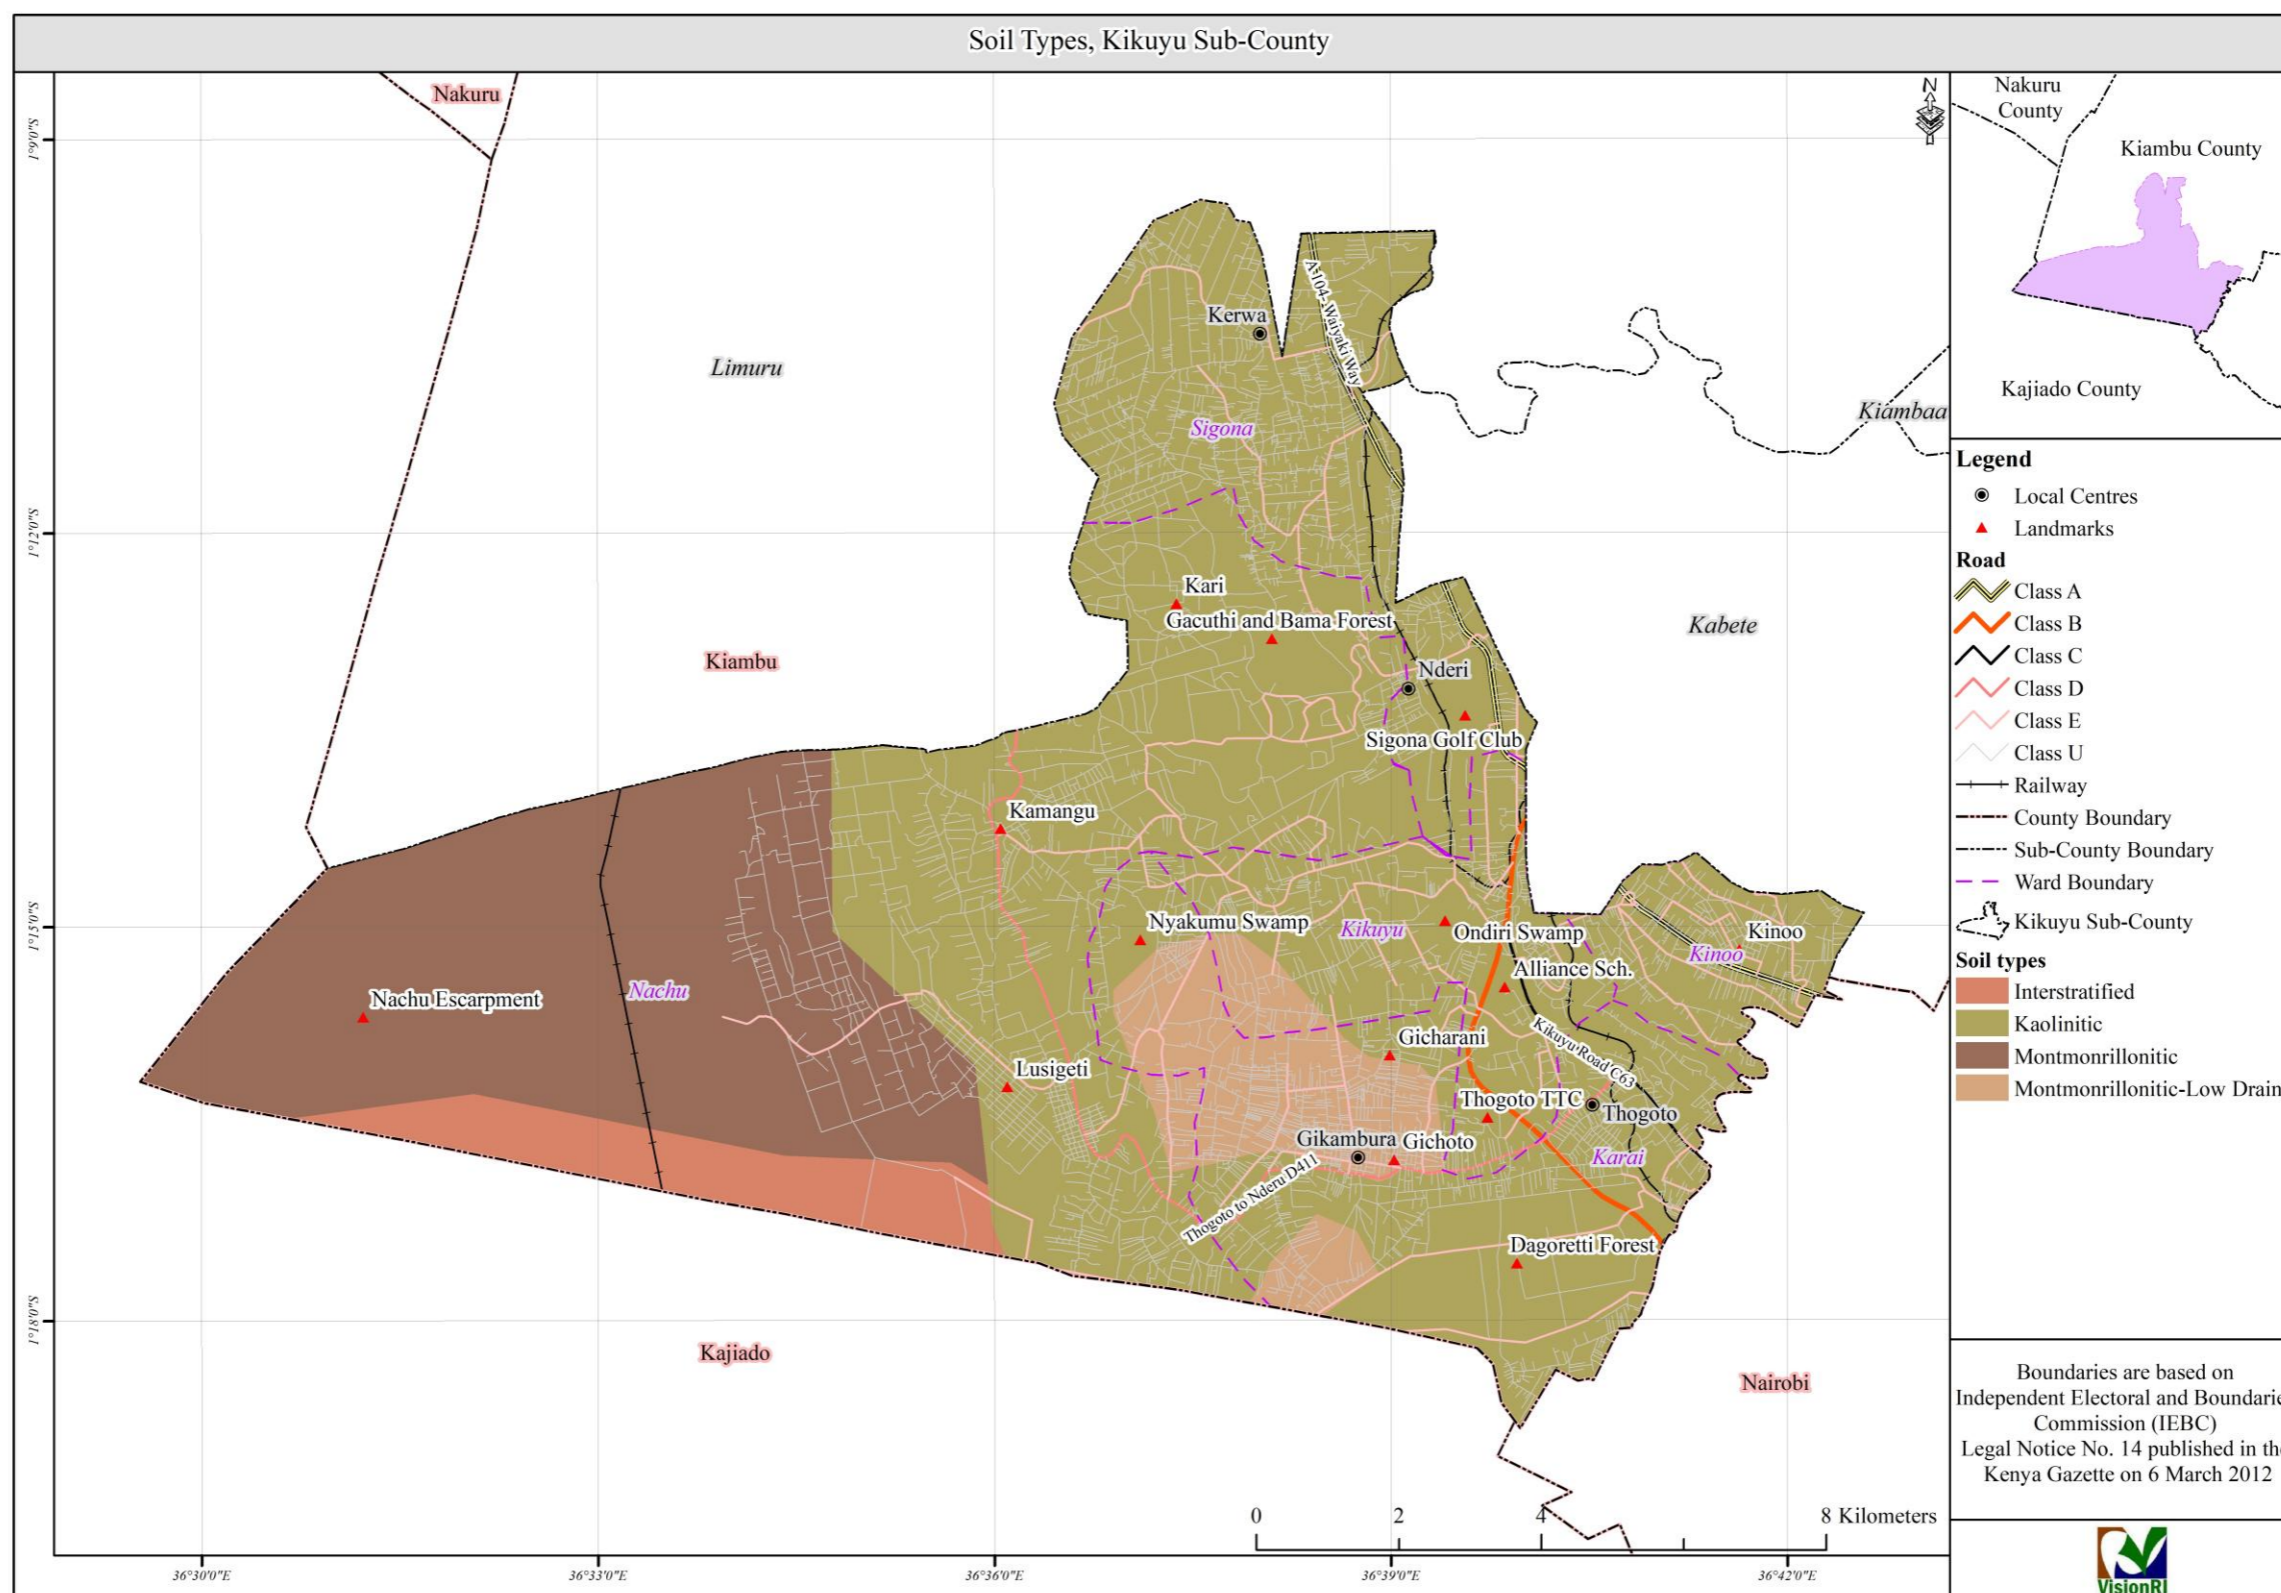 Soil Types, Kikuyu Sub-County
Nakuru
N
1°9'0"S
1°12'0"S
1°15'0"S
1°18'0"S
Limuru
Kiambu
Kerwa
A-104-Waiyaki Way
Sigona
Kiambaa
Kari
Gacuthi and Bama Forest
Kabete
Nderi
Sigona Golf Club
Kamangu
Nyakumu Swamp
Kikuyu
Ondiri Swamp
Kinoo
Kinoo
Alliance Sch.
Nachu Escarpment
Nachu
Gicharani
Kikuyu Road C63
Lusigeti
Thogoto TTC
Thogoto
Gikambura
Gichoto
Karai
Thogoto to Nderu D411
Dagoretti Forest
Kajiado
Nairobi
0 2 4 8 Kilometers
36°30'0"E
36°33'0"E
36°36'0"E
36°39'0"E
36°42'0"E
Nakuru
County
Kiambu County
Kajiado County
Legend
Local Centres
Landmarks
Road
Class A
Class B
Class C
Class D
Class E
Class U
Railway
County Boundary
Sub-County Boundary
Ward Boundary
Kikuyu Sub-County
Soil types
Interstratified
Kaolinitic
Montmonrillonitic
Montmonrillonitic-Low Drain
Boundaries are based on
Independent Electoral and Boundarie
Commission (IEBC)
Legal Notice No. 14 published in the
Kenya Gazette on 6 March 2012
VisionRI